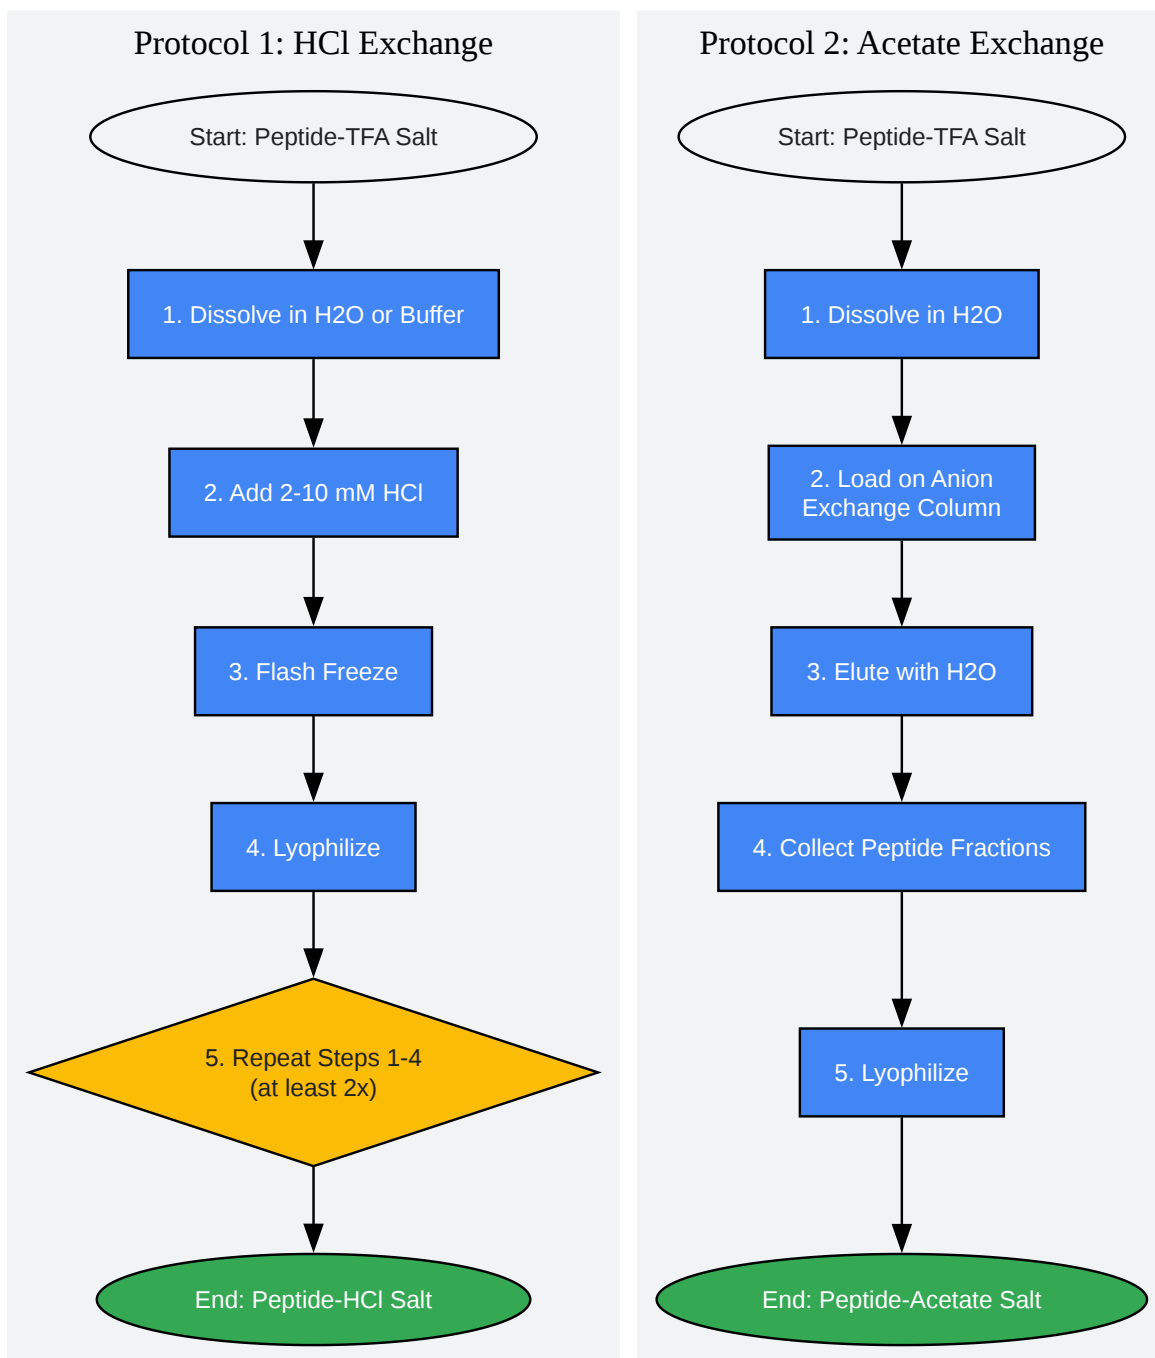 Protocol 1: HCl Exchange
Start: Peptide-TFA Salt
1. Dissolve in H2O or Buffer
2. Add 2-10 mM HCl
3. Flash Freeze
4. Lyophilize
5. Repeat Steps 1-4
(at least 2x)
End: Peptide-HCl Salt
Protocol 2: Acetate Exchange
Start: Peptide-TFA Salt
1. Dissolve in H2O
2. Load on Anion
Exchange Column
3. Elute with H2O
4. Collect Peptide Fractions
5. Lyophilize
End: Peptide-Acetate Salt